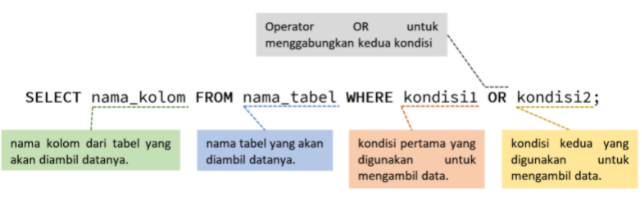 Operator OR untuk
menggabungkan kedua kondisi
SELECT nama_kolom FROM nama_tabel WHERE kondisi1 OR kondisi2;
nama kolom dari tabel yang
akan diambil datanya.
nama tabel yang akan
diambil datanya.
kondisi pertama yang
digunakan untuk
mengambil data.
kondisi kedua yang
digunakan untuk
mengambil data.